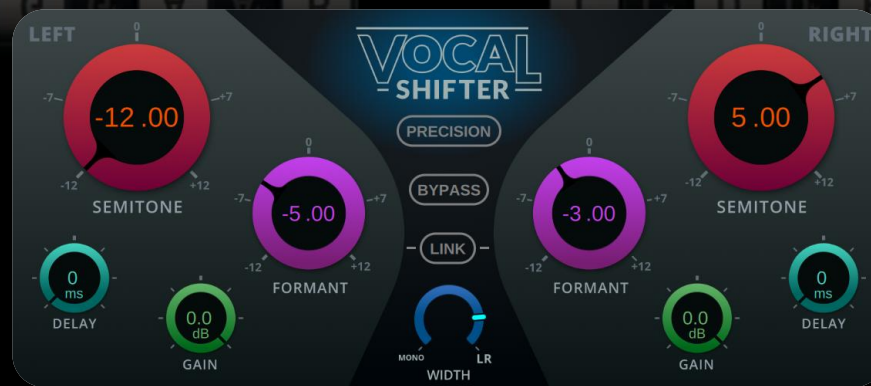 LEFT
0
-7
+7
-12 .00
-12
+12
SEMITONE
0
-7
+7
-5 .00
-12
+12
FORMANT
0
ms
DELAY
0.0
dB
GAIN
VOCAL
SHIFTER
PRECISION
BYPASS
LINK
MONO
LR
WIDTH
RIGHT
0
-7
+7
5 .00
-12
+12
SEMITONE
0
-7
+7
-3 .00
-12
+12
FORMANT
0.0
dB
GAIN
0
ms
DELAY